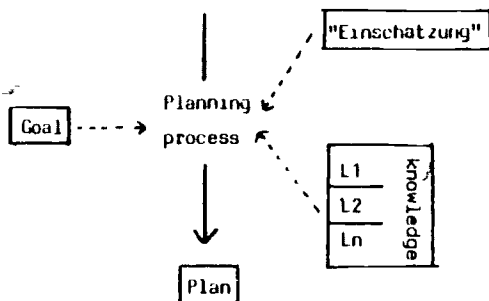 "Einschatzung"
Planning
Goal
process
L1
knowledge
L2
Ln
Plan